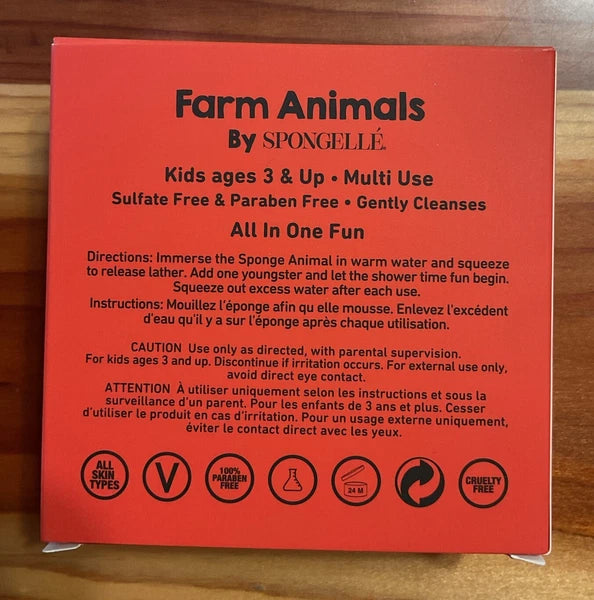 Farm Animals
By SPONGELLÉ®
Kids ages 3 & Up • Multi Use
Sulfate Free & Paraben Free • Gently Cleanses
All In One Fun
Directions: Immerse the Sponge Animal in warm water and squeeze
to release lather. Add one youngster and let the shower time fun begin.
Squeeze out excess water after each use.
Instructions: Mouillez l'éponge afin qu elle mousse. Enlevez l'excédent
d'eau qu'il y a sur l'éponge après chaque utilisation.
CAUTION Use only as directed, with parental supervision.
For kids ages 3 and up. Discontinue if irritation occurs. For external use only,
avoid direct eye contact.
ATTENTION À utiliser uniquement selon les instructions et sous la
surveillance d'un parent. Pour les enfants de 3 ans et plus. Cesser
d'utiliser le produit en cas d'irritation. Pour un usage externe uniquement,
éviter le contact direct avec les yeux.
ALL
SKIN
TYPES
V
100%
PARABEN
FREE
24 M
CRUELTY
FREE